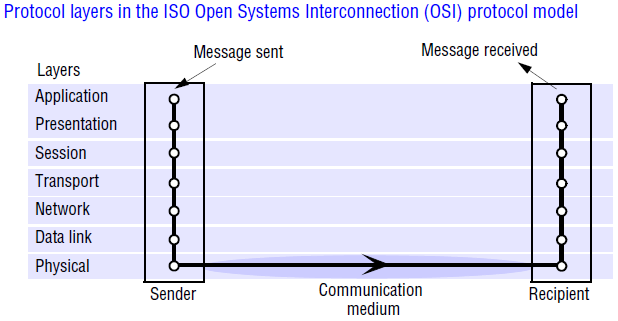 Protocol layers in the ISO Open Systems Interconnection (OSI) protocol model
Message sent
Message received
Layers
Application
Presentation
Session
Transport
Network
Data link
Physical
Sender
Communication
medium
Recipient